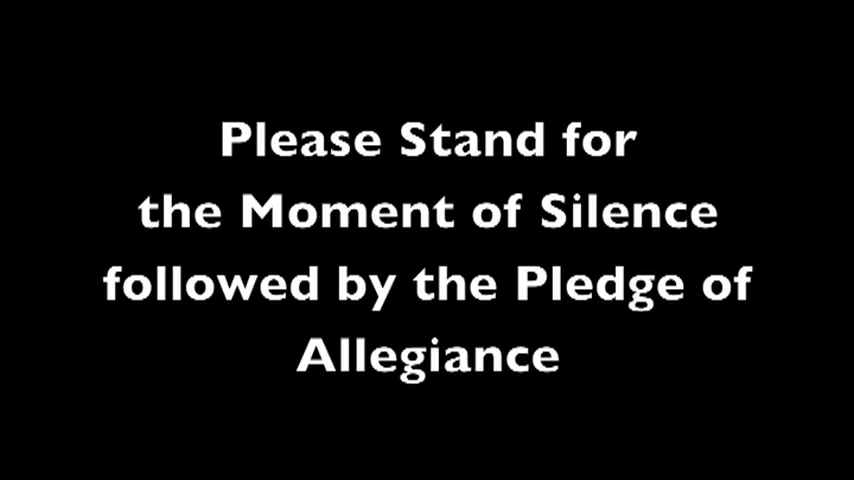 Please Stand for
the Moment of Silence
followed by the Pledge of
Allegiance